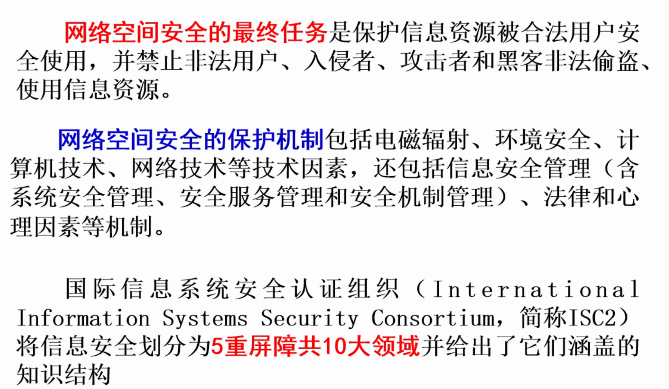 网络空间安全的最终任务是保护信息资源被合法用户安
全使用，并禁止非法用户、入侵者、攻击者和黑客非法偷盗、
使用信息资源。
网络空间安全的保护机制包括电磁辐射、环境安全、计
算机技术、网络技术等技术因素，还包括信息安全管理（含
系统安全管理、安全服务管理和安全机制管理）、法律和心
理因素等机制。
国际信息系统安全认证组织（International
Information Systems Security Consortium，简称ISC2）
将信息安全划分为5重屏障共10大领域并给出了它们涵盖的
知识结构